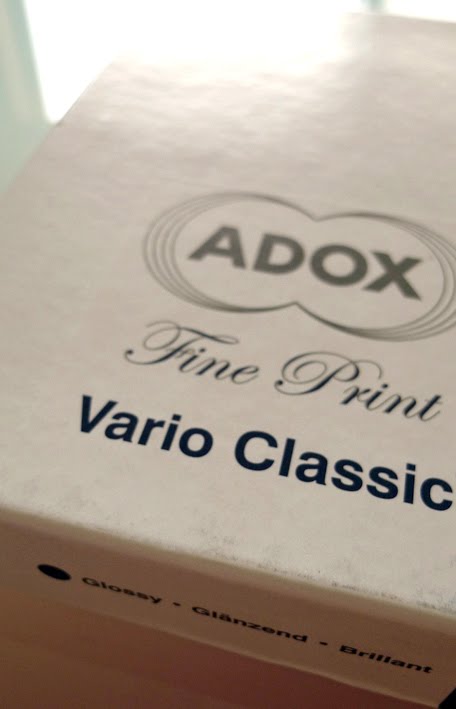 ADOX
Fine Print
Vario Classic
Glossy • Glänzend • Brillant